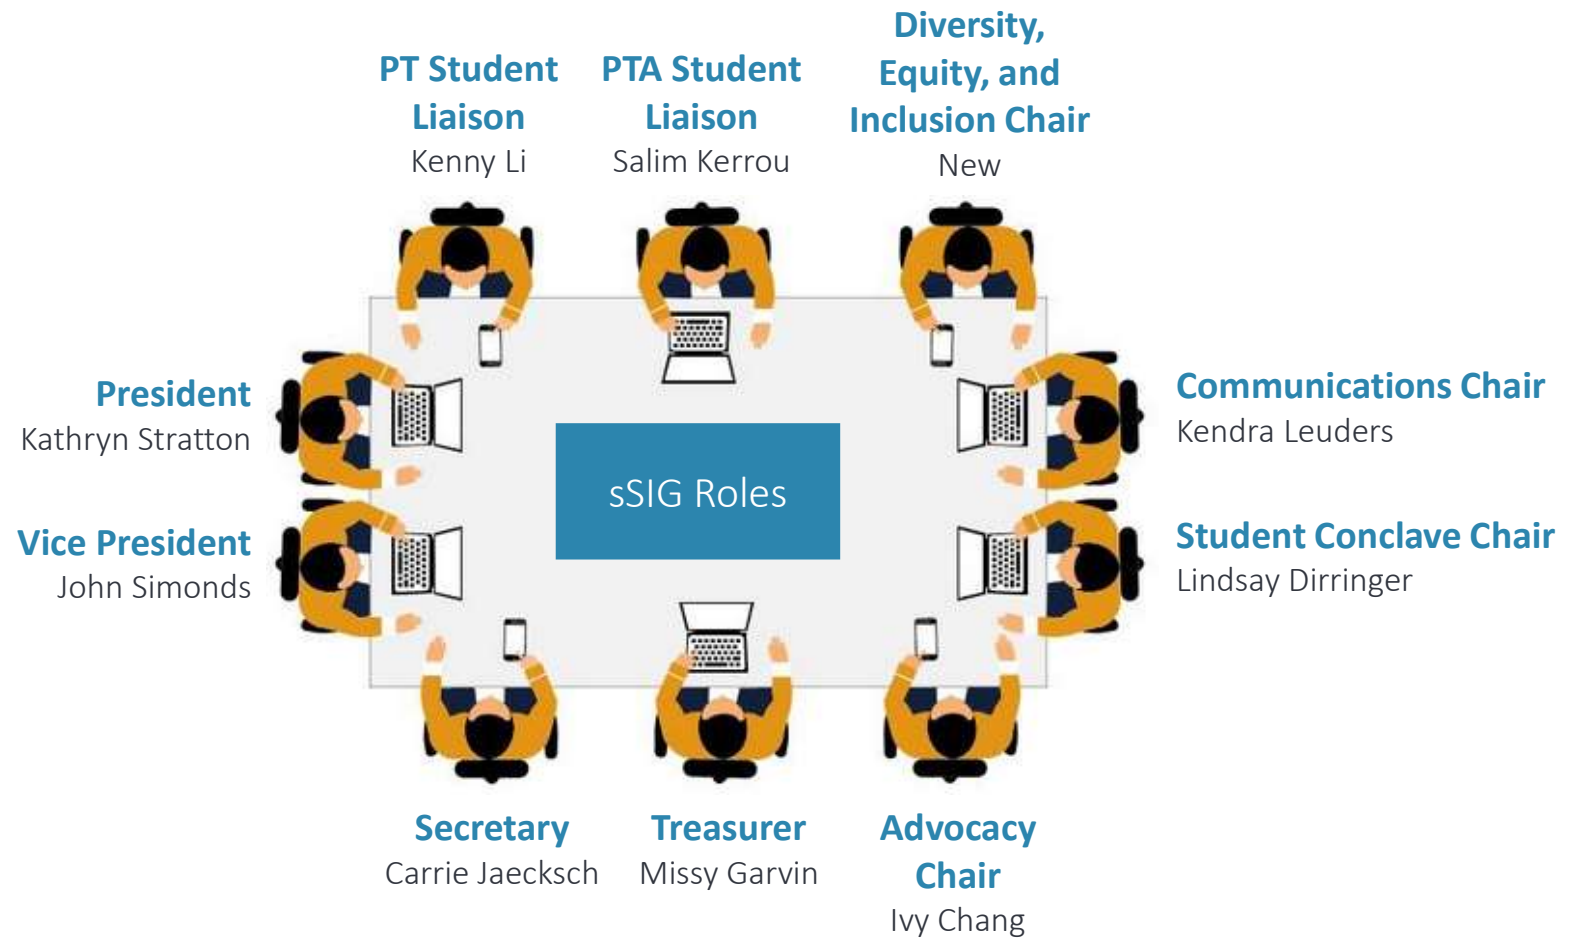 PT Student
Liaison
Kenny Li
PTA Student
Liaison
Salim Kerrou
Diversity,
Equity, and
Inclusion Chair
New
President
Kathryn Stratton
Vice President
John Simonds
sSIG Roles
Communications Chair
Kendra Leuders
Student Conclave Chair
Lindsay Dirringer
Secretary
Carrie Jaecksch
Treasurer
Missy Garvin
Advocacy
Chair
Ivy Chang